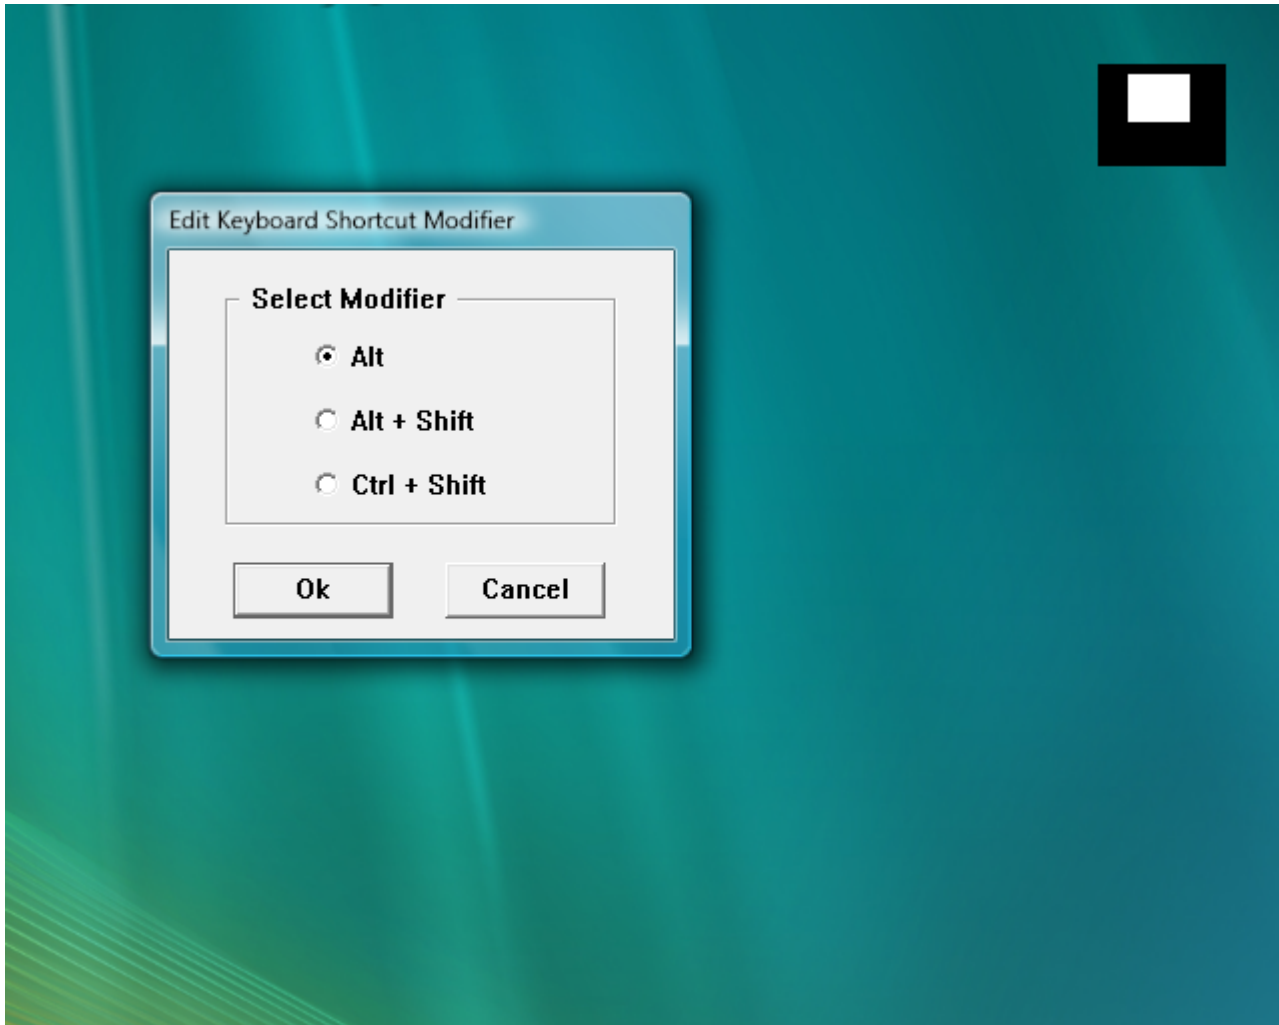 Edit Keyboard Shortcut Modifier
Select Modifier
Alt
Alt + Shift
Ctrl + Shift
Ok
Cancel